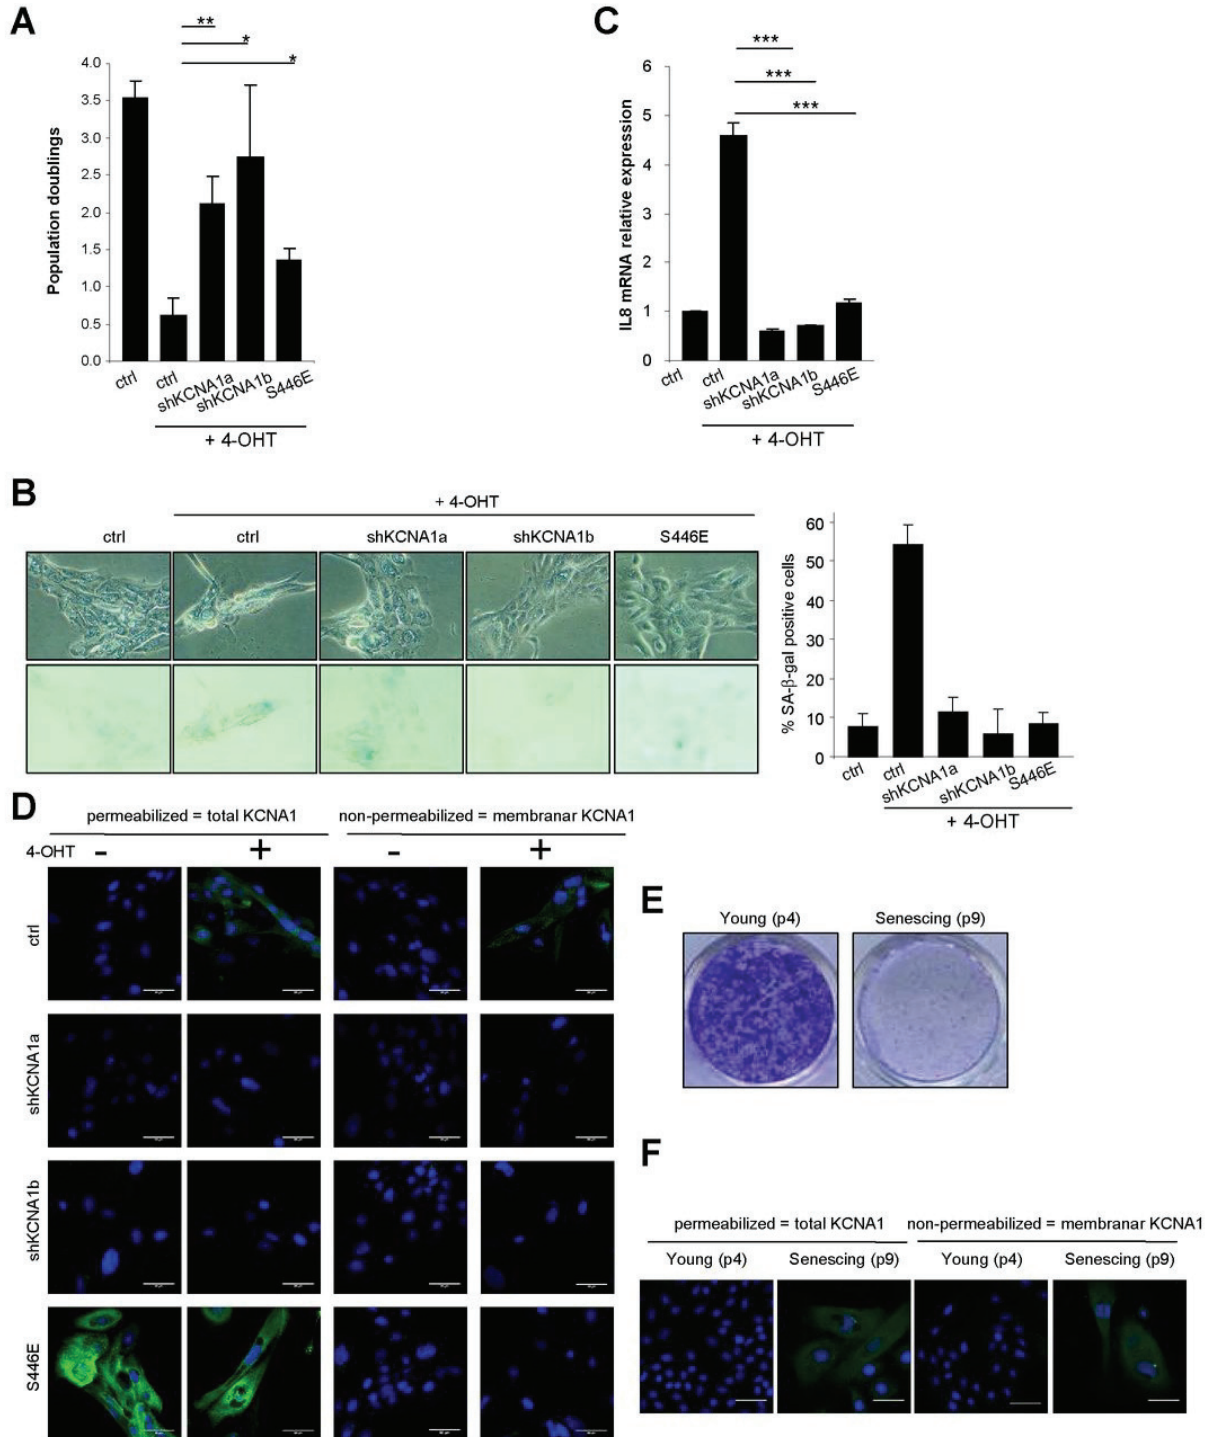 A
**
*
*
4.0
3.5
3.0
2.5
2.0
1.5
1.0
0.5
0.0
Population doublings
ctrl
ctrl
shKCNA1a
shKCNA1b
S446E
+ 4-OHT
C
***
***
***
6
5
4
3
2
1
0
IL8 mRNA relative expression
ctrl
ctrl
shKCNA1a
shKCNA1b
S446E
+ 4-OHT
B
+ 4-OHT
ctrl ctrl shKCNA1a shKCNA1b S446E
60
50
40
30
20
10
0
% SA-β-gal positive cells
ctrl
ctrl
shKCNA1a
shKCNA1b
S446E
+ 4-OHT
D
permeabilized = total KCNA1 non-permeabilized = membranar KCNA1
4-OHT - + - +
ctrl
shKCNA1a
shKCNA1b
S446E
E
Young (p4) Senescing (p9)
F
permeabilized = total KCNA1 non-permeabilized = membranar KCNA1
Young (p4) Senescing (p9) Young (p4) Senescing (p9)